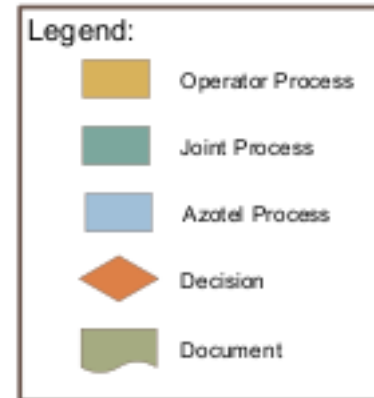 Legend:
Operator Process
Joint Process
Azotel Process
Decision
Document